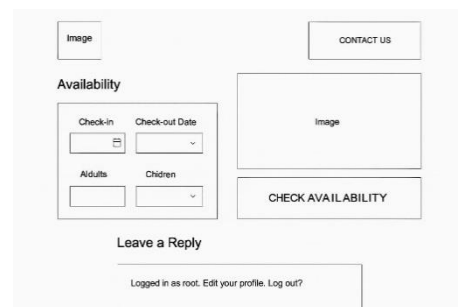 Image
CONTACT US
Availability
Check-in
Check-out Date
Aldults
Chidren
Image
CHECK AVAILABILITY
Leave a Reply
Logged in as root. Edit your profile. Log out?